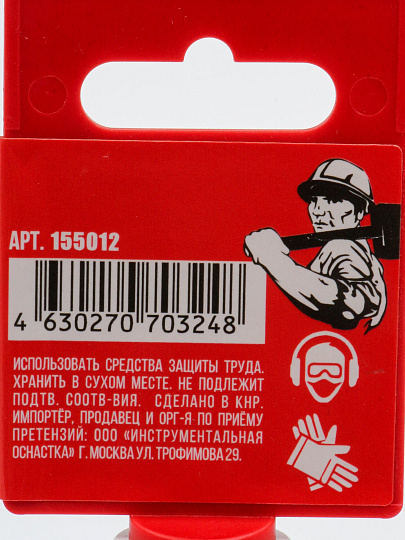 АРТ. 155012
4 630270 703248
ИСПОЛЬЗОВАТЬ СРЕДСТВА ЗАЩИТЫ ТРУДА.
ХРАНИТЬ В СУХОМ МЕСТЕ. НЕ ПОДЛЕЖИТ
ПОДТВ. СООТВ-ВИЯ. СДЕЛАНО В КНР.
ИМПОРТЁР, ПРОДАВЕЦ И ОРГ-Я ПО ПРИЁМУ
ПРЕТЕНЗИЙ: ООО «ИНСТРУМЕНТАЛЬНАЯ
ОСНАСТКА» Г. МОСКВА УЛ. ТРОФИМОВА 29.